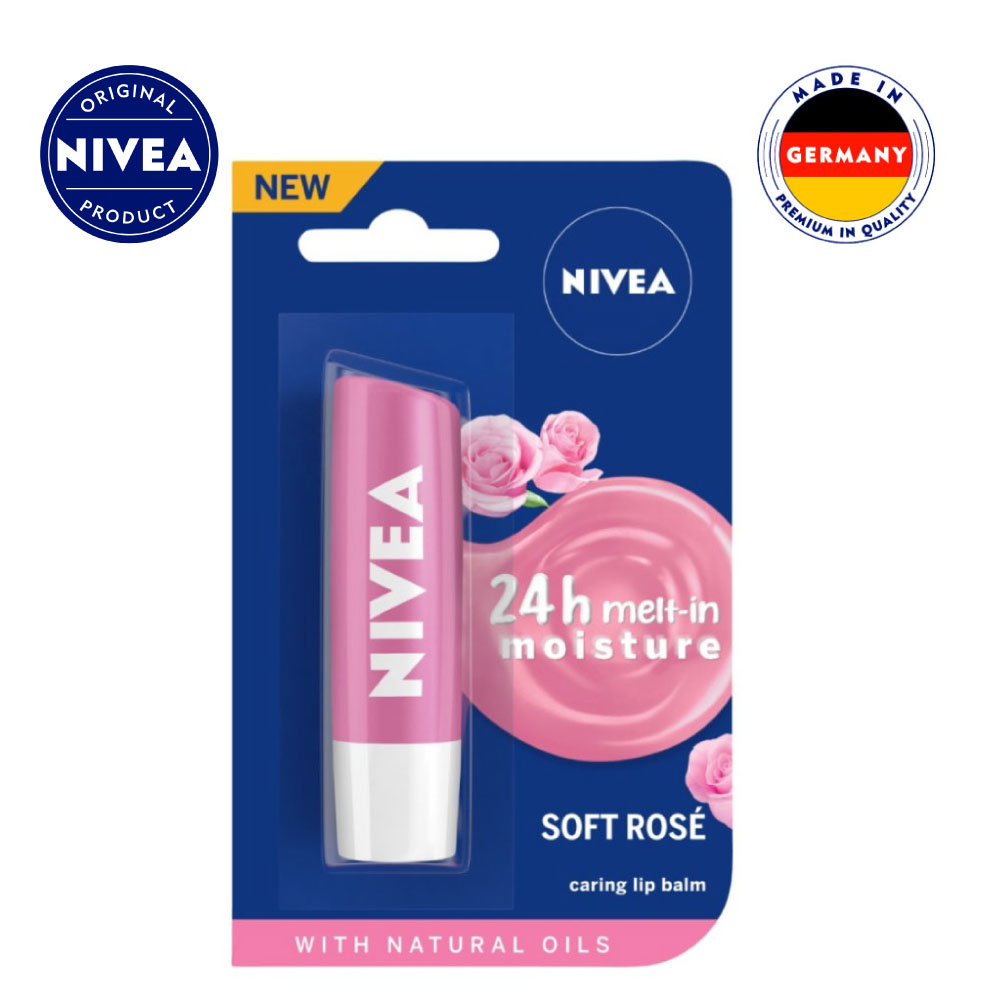 ORIGINAL
NIVEA
PRODUCT
MADE IN
GERMANY
PREMIUM IN QUALITY
NEW
NIVEA
NIVEA
24h melt-in
moisture
SOFT ROSÉ
caring lip balm
WITH NATURAL OILS